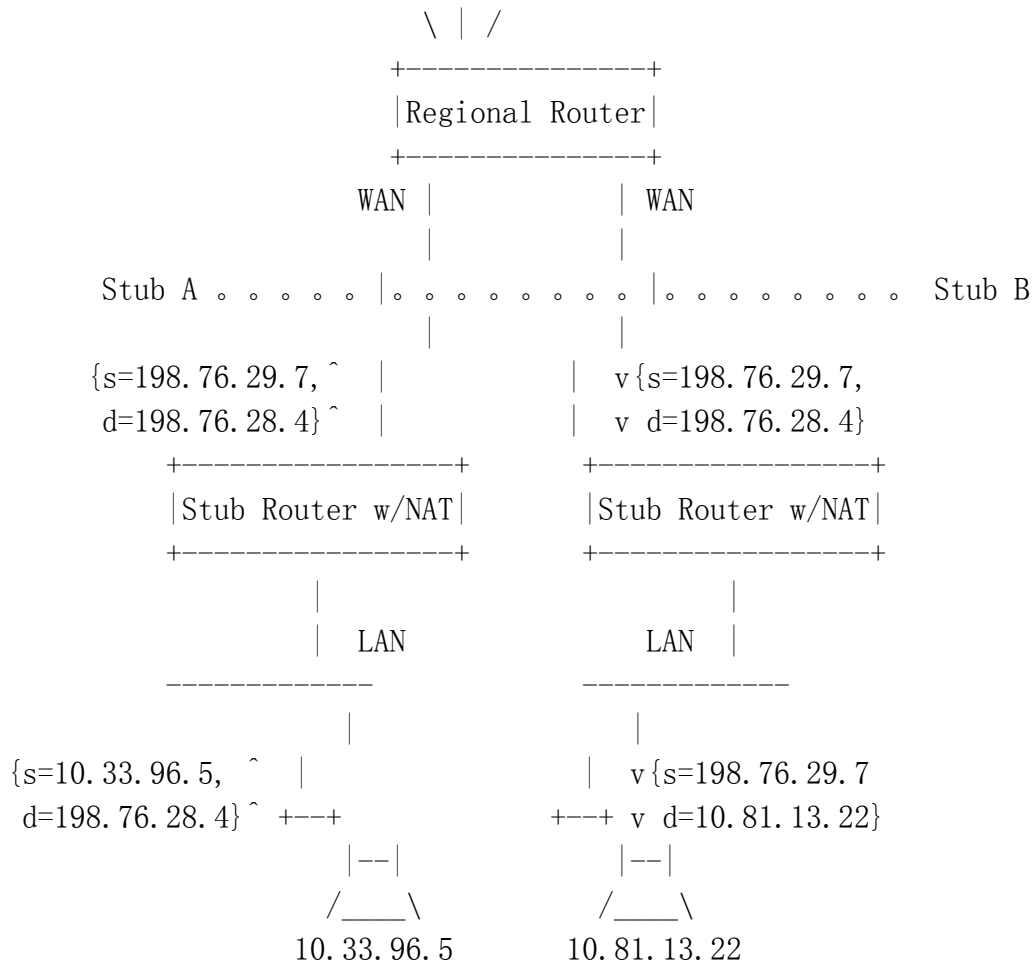 \ | /
+---------------+
|Regional Router|
+---------------+
WAN | | WAN
| |
Stub A 。。。。。|。。。。。。。|。。。。。。。 Stub B
| |
{s=198.76.29.7,^ | | v{s=198.76.29.7,
d=198.76.28.4}^ | | v d=198.76.28.4}
+-----------------+ +-----------------+
|Stub Router w/NAT| |Stub Router w/NAT|
+-----------------+ +-----------------+
| |
| LAN LAN |
------------- -------------
| |
{s=10.33.96.5, ^ | | v{s=198.76.29.7
d=198.76.28.4}^ +--+ +--+ v d=10.81.13.22}
|--| |--|
/____\ /____\
10.33.96.5 10.81.13.22